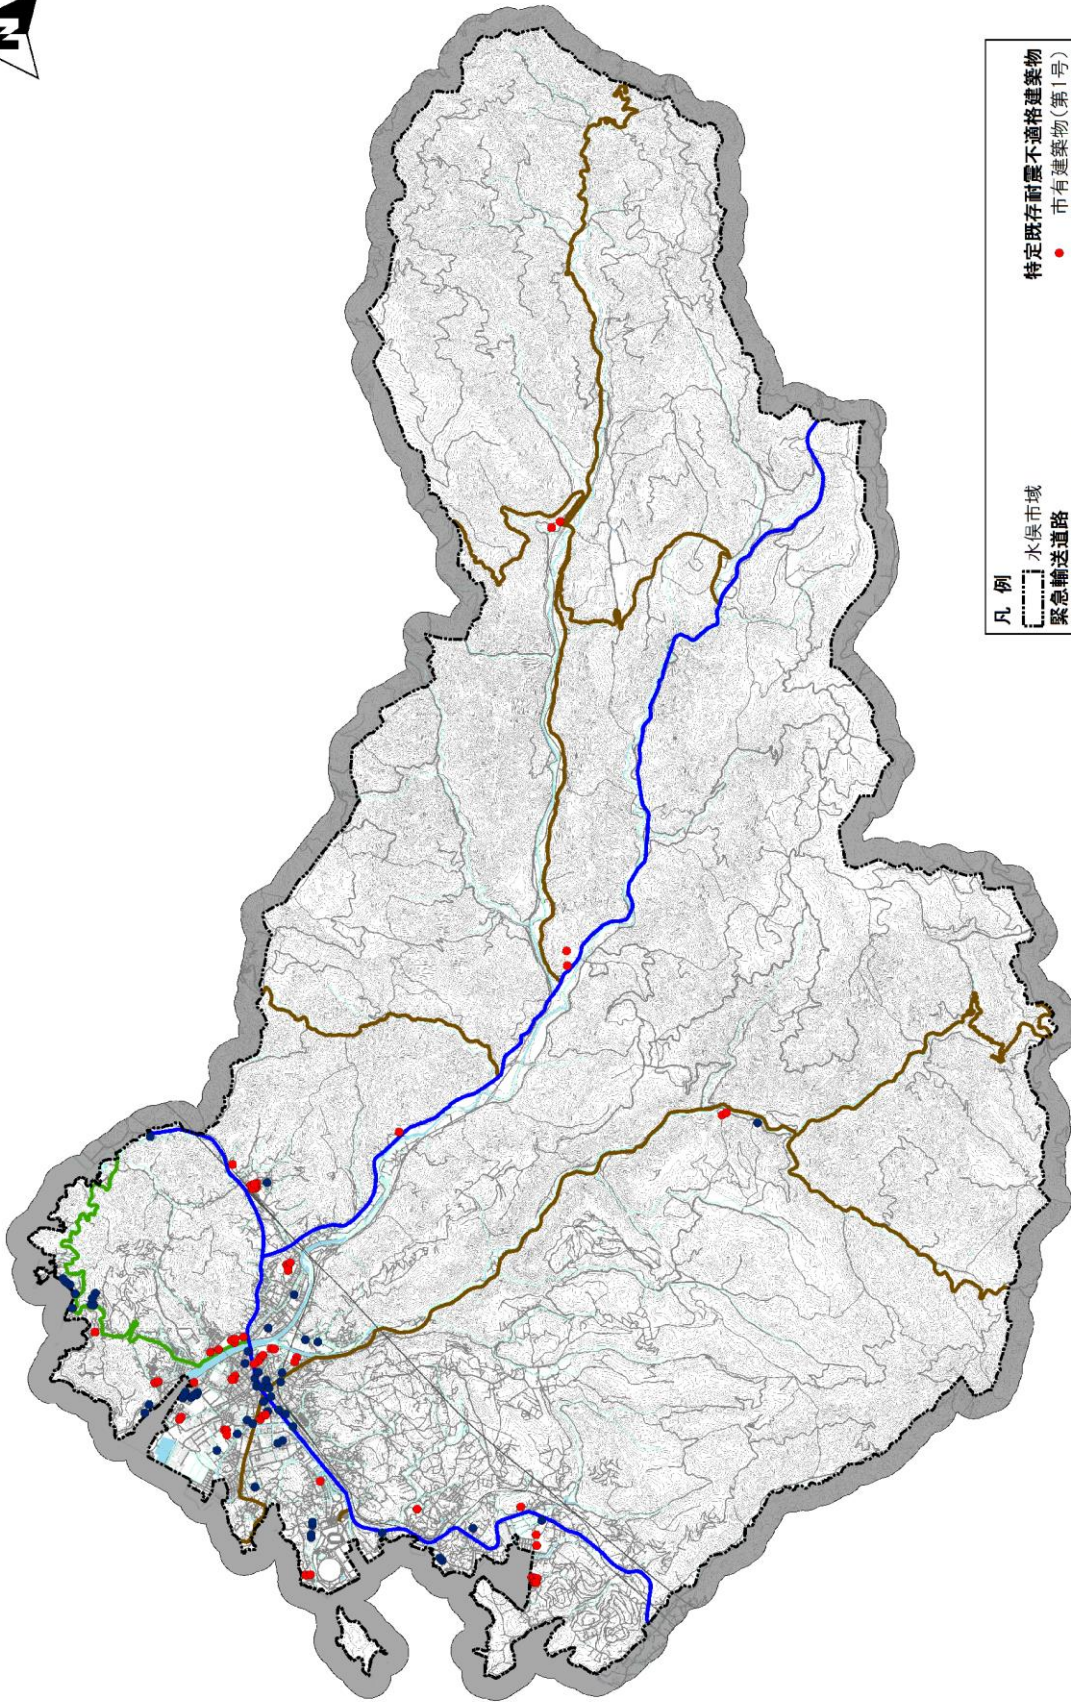 N
凡 例
水俣市域
緊急輸送道路
特定既存耐震不適格建築物
市有建築物(第1号)